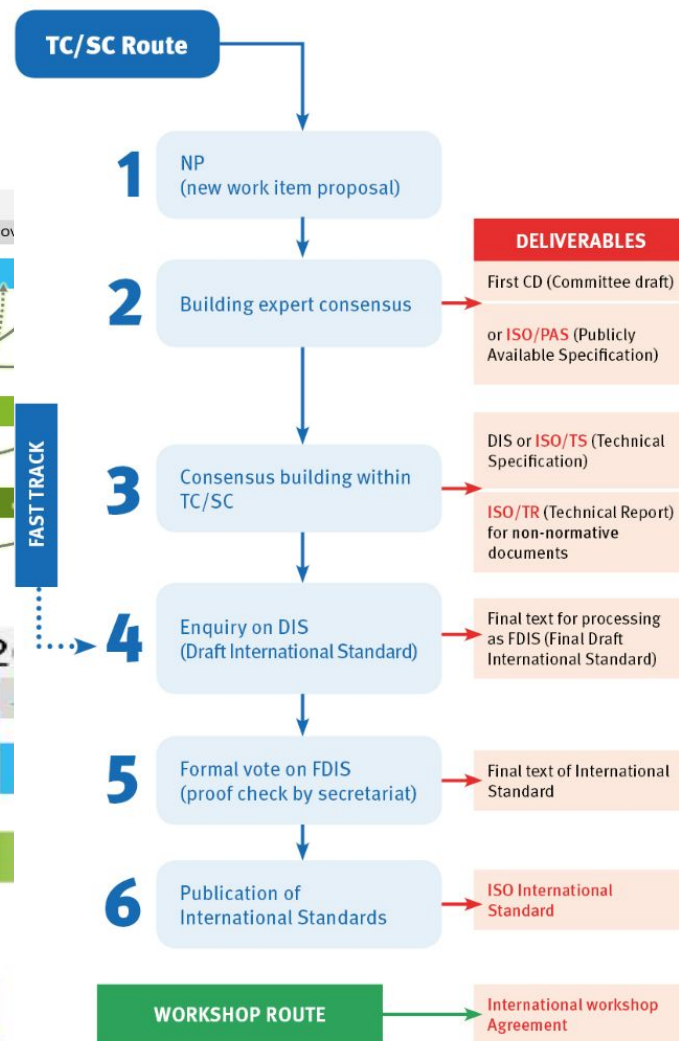 TC/SC Route
1
NP
(new work item proposal)
DELIVERABLES
2
Building expert consensus
First CD (Committee draft)
or ISO/PAS (Publicly
Available Specification)
FAST TRACK
3
Consensus building within
TC/SC
DIS or ISO/TS (Technical
Specification)
ISO/TR (Technical Report)
for non-normative
documents
4
Enquiry on DIS
(Draft International Standard)
Final text for processing
as FDIS (Final Draft
International Standard)
5
Formal vote on FDIS
(proof check by secretariat)
Final text of International
Standard
6
Publication of
International Standards
ISO International
Standard
WORKSHOP ROUTE
International workshop
Agreement